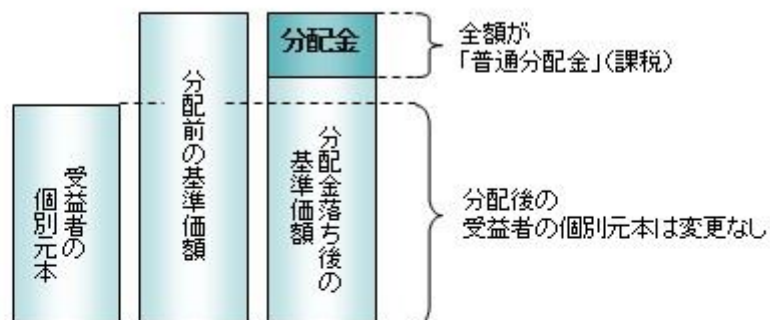 受益者の
個別元本
分配前の基準価額
分配金
分配金落ち後の
基準価額
全額が
「普通分配金」(課税)
分配後の
受益者の個別元本は変更なし